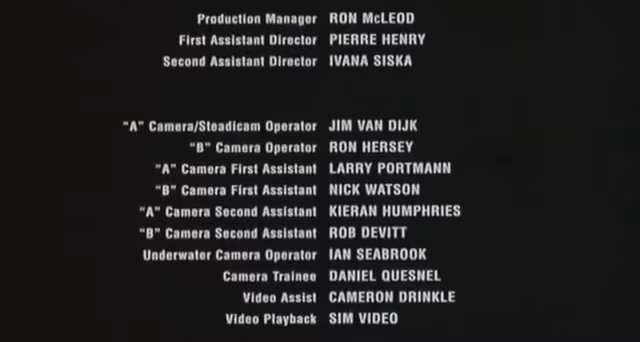 Production Manager RON McLEOD
First Assistant Director PIERRE HENRY
Second Assistant Director IVANA SISKA
"A" Camera/Steadicam Operator JIM VAN DIJK
"B" Camera Operator RON HERSEY
"A" Camera First Assistant LARRY PORTMANN
"B" Camera First Assistant NICK WATSON
"A" Camera Second Assistant KIERAN HUMPHRIES
"B" Camera Second Assistant ROB DEVITT
Underwater Camera Operator IAN SEABROOK
Camera Trainee DANIEL QUESNEL
Video Assist CAMERON DRINKLE
Video Playback SIM VIDEO